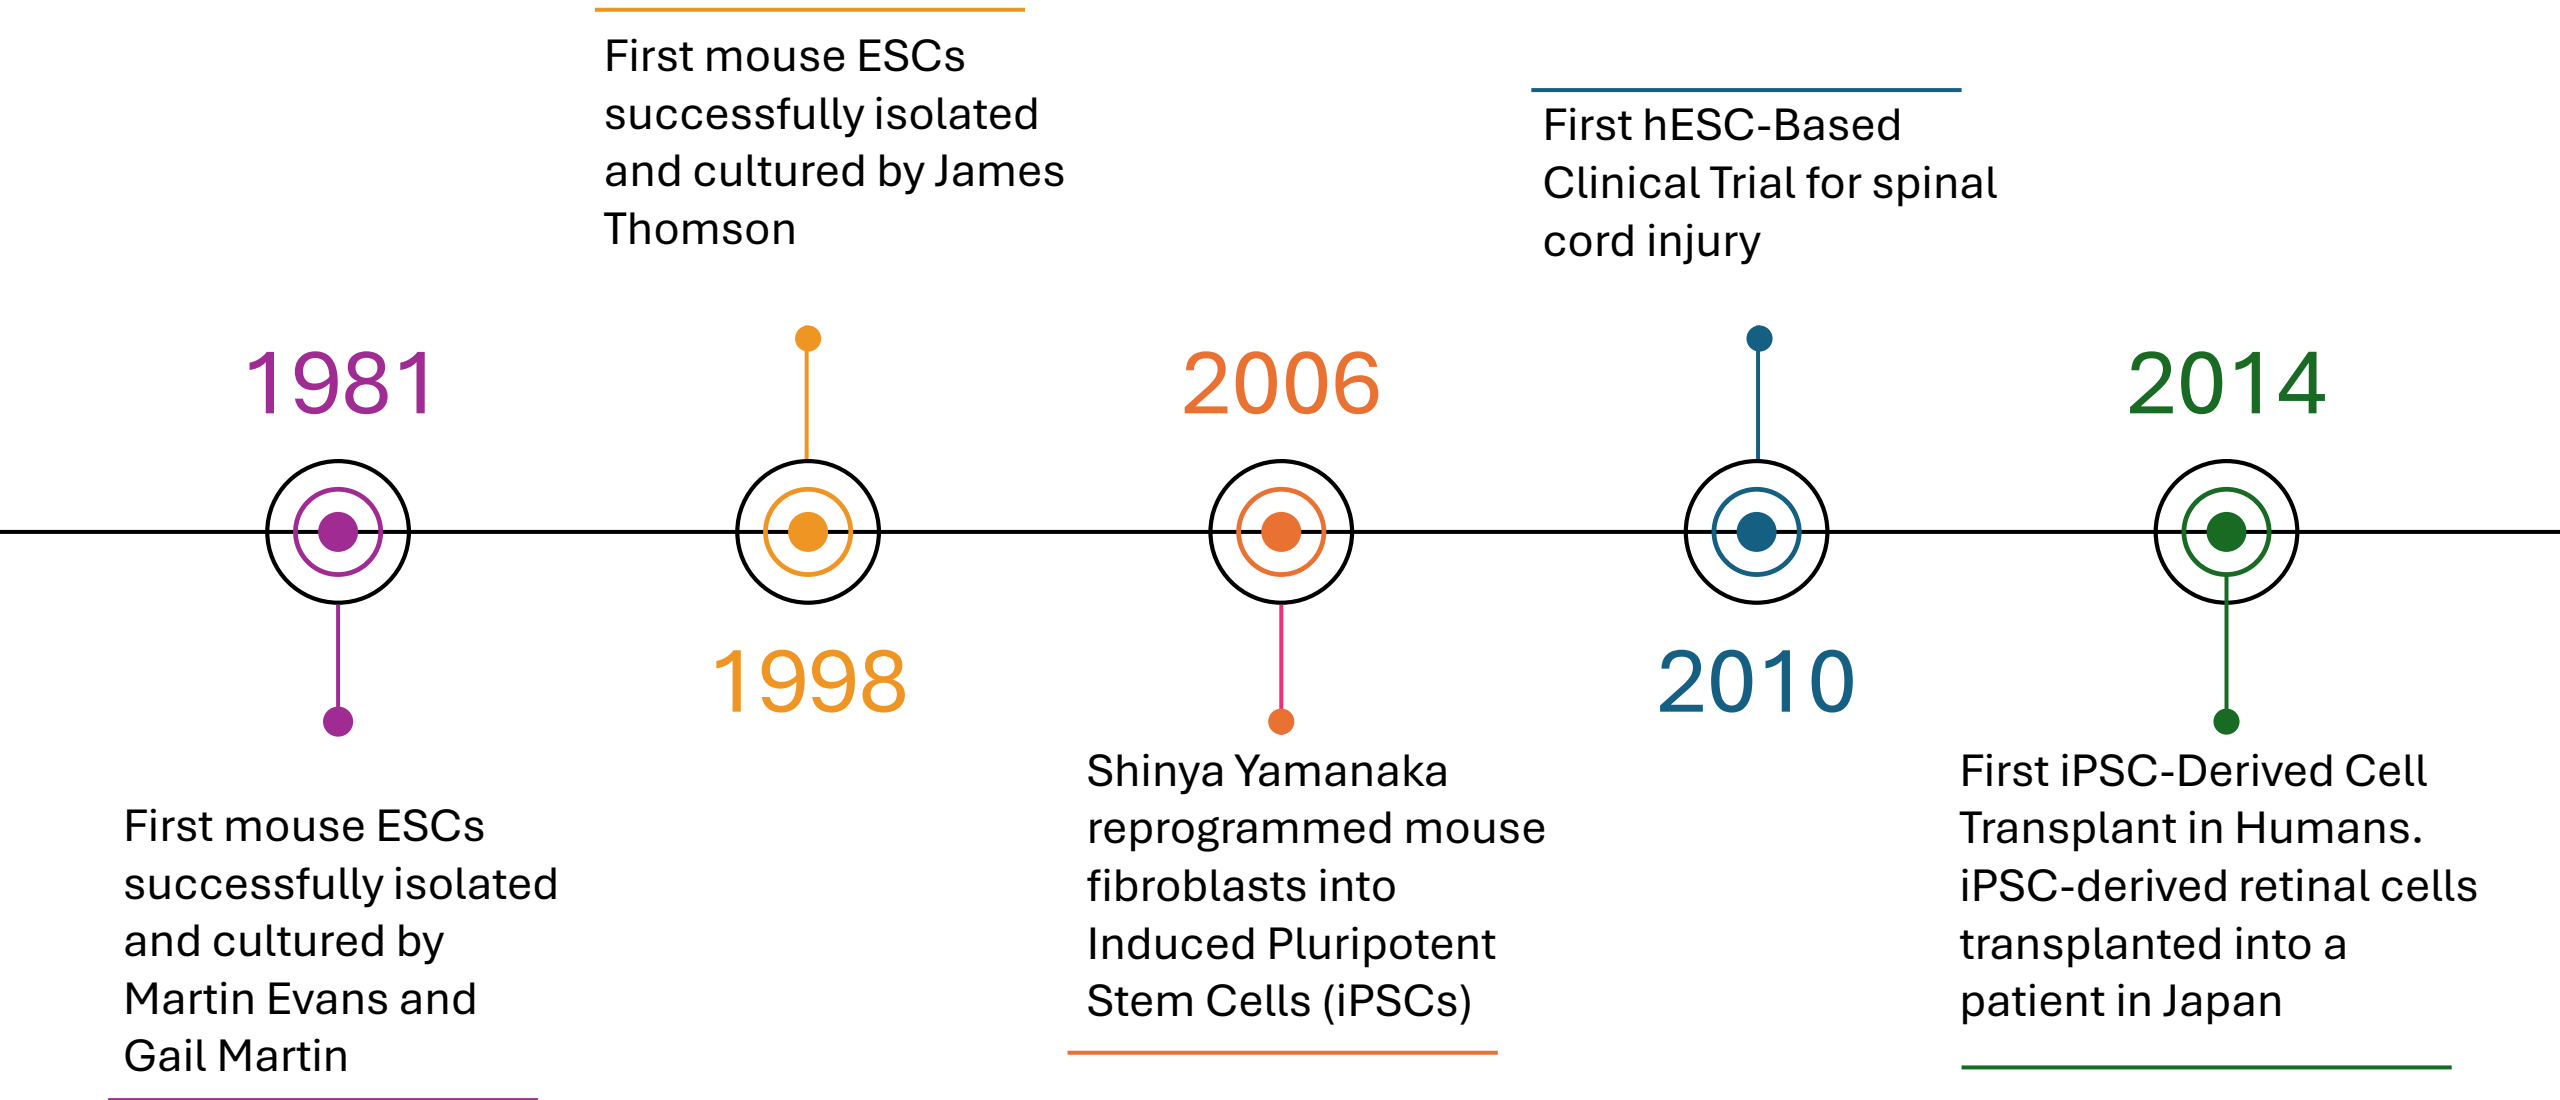 1981
First mouse ESCs
successfully isolated
and cultured by
Martin Evans and
Gail Martin
First mouse ESCs
successfully isolated
and cultured by James
Thomson
1998
2006
Shinya Yamanaka
reprogrammed mouse
fibroblasts into
Induced Pluripotent
Stem Cells (iPSCs)
First hESC-Based
Clinical Trial for spinal
cord injury
2010
2014
First iPSC-Derived Cell
Transplant in Humans.
iPSC-derived retinal cells
transplanted into a
patient in Japan